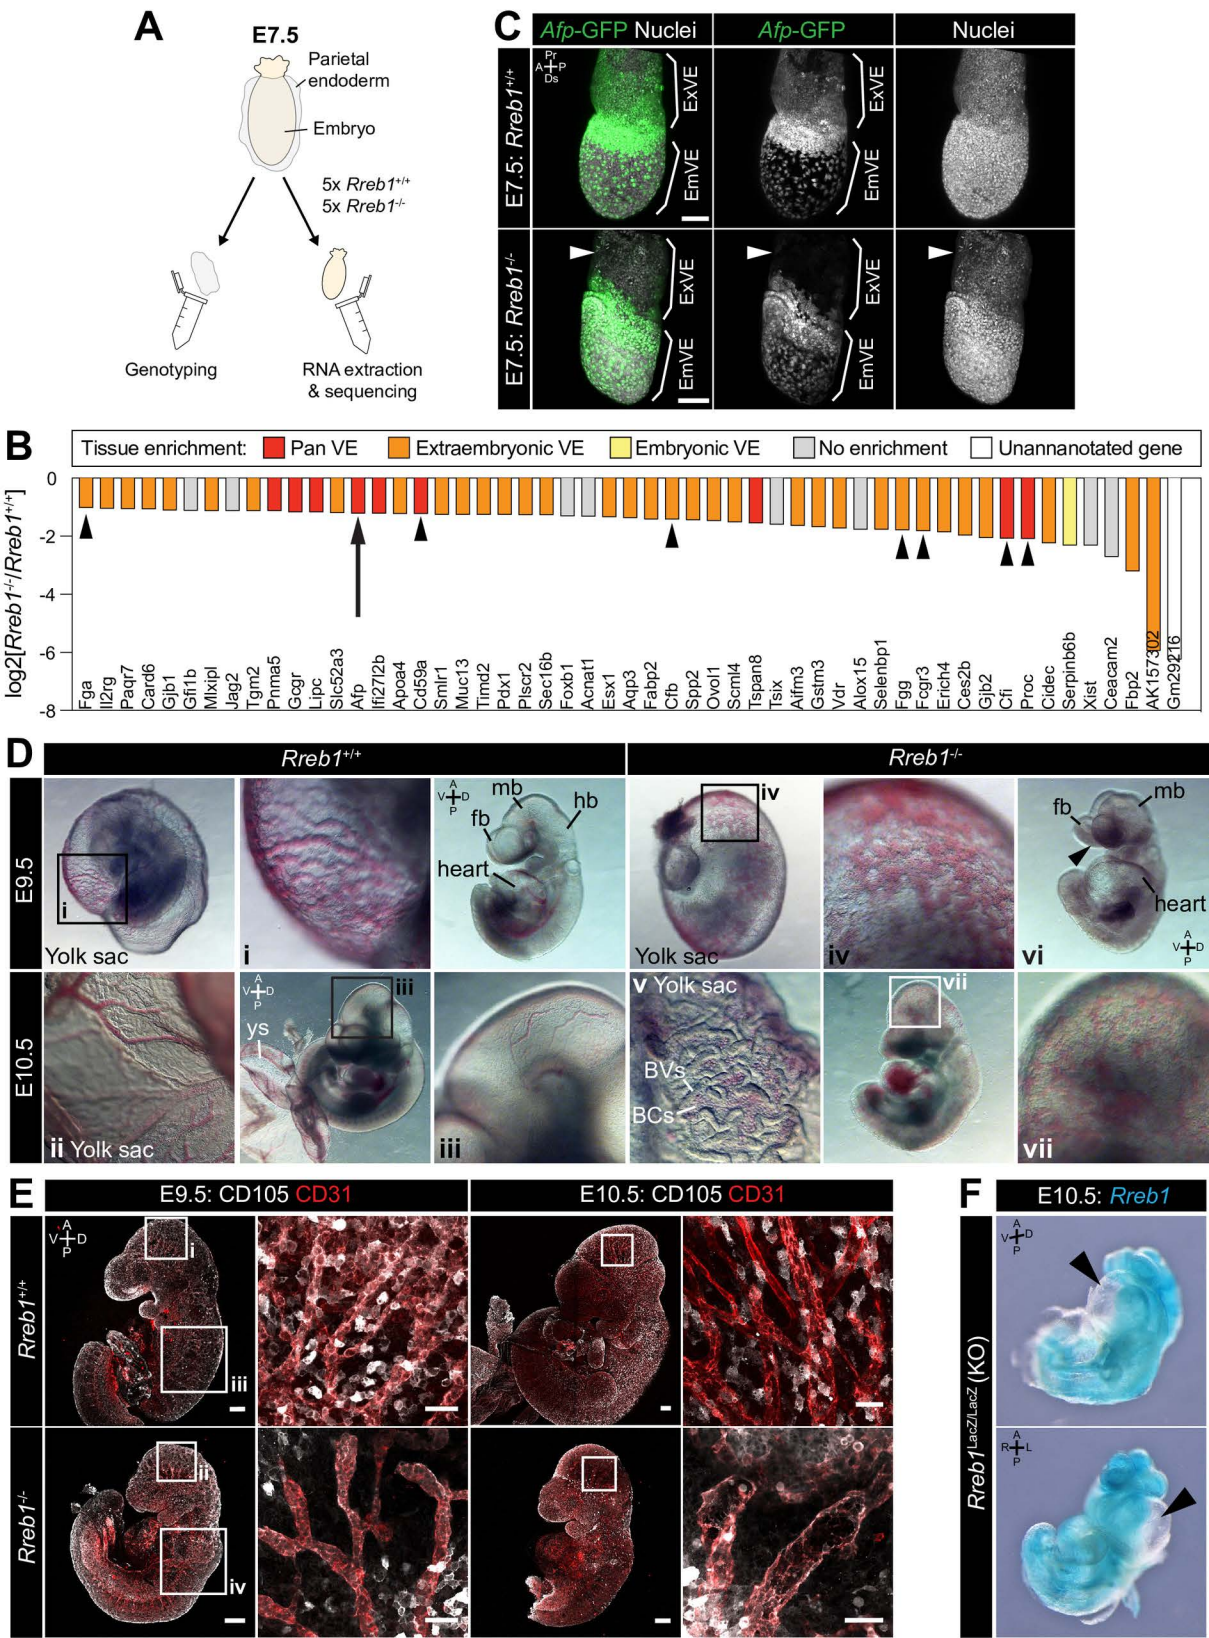 A
E7.5
Parietal
endoderm
Embryo
5x Rreb1+/+
5x Rreb1-/-
Genotyping
RNA extraction
& sequencing
C
Afp-GFP Nuclei
Afp-GFP
Nuclei
E7.5: Rreb1+/+
Pr
A P
Ds
ExVE
EmVE
ExVE
EmVE
ExVE
EmVE
E7.5: Rreb1-/-
ExVE
EmVE
ExVE
EmVE
ExVE
EmVE
B
Tissue enrichment: Pan VE Extraembryonic VE Embryonic VE No enrichment Unannanotated gene
log2[Rreb1-/-/Rreb1+/+]
0
-2
-4
-6
-8
Fga
Il2rg
Paqr7
Card6
Gjb1
Gfi1b
Mlxipl
Jag2
Tgm2
Pnma5
Gcgr
Lipc
Slc52a3
Afp
Ifi27l2b
Apoa4
Cd59a
Smlr1
Muc13
Timd2
Pdx1
Plscr2
Sec16b
Foxb1
Acnat1
Esx1
Aqp3
Fabp2
Cfb
Spp2
Ovol1
Scml4
Tspan8
Tsix
Aifm3
Gstm3
Vdr
Alox15
Selenbp1
Fgg
Fcgr3
Erich4
Ces2b
Gjb2
Cfi
Proc
Cidec
Serpinb6b
Xist
Ceacam2
Fbp2
AK157302
Gm29216
D
Rreb1+/+
Rreb1-/-
E9.5
i
Yolk sac
i
A
V D
P
mb
fb
hb
heart
iv
Yolk sac
iv
fb
mb
heart
A
V D
P
vi
E10.5
ii Yolk sac
A
V D
P
iii
ys
iii
v Yolk sac
BVs
BCs
vii
vii
E
E9.5: CD105 CD31
E10.5: CD105 CD31
Rreb1+/+
A
V D
P
i
iii
Rreb1-/-
ii
iv
F
E10.5: Rreb1
Rreb1LacZ/LacZ (KO)
A
V D
P
A
R L
P